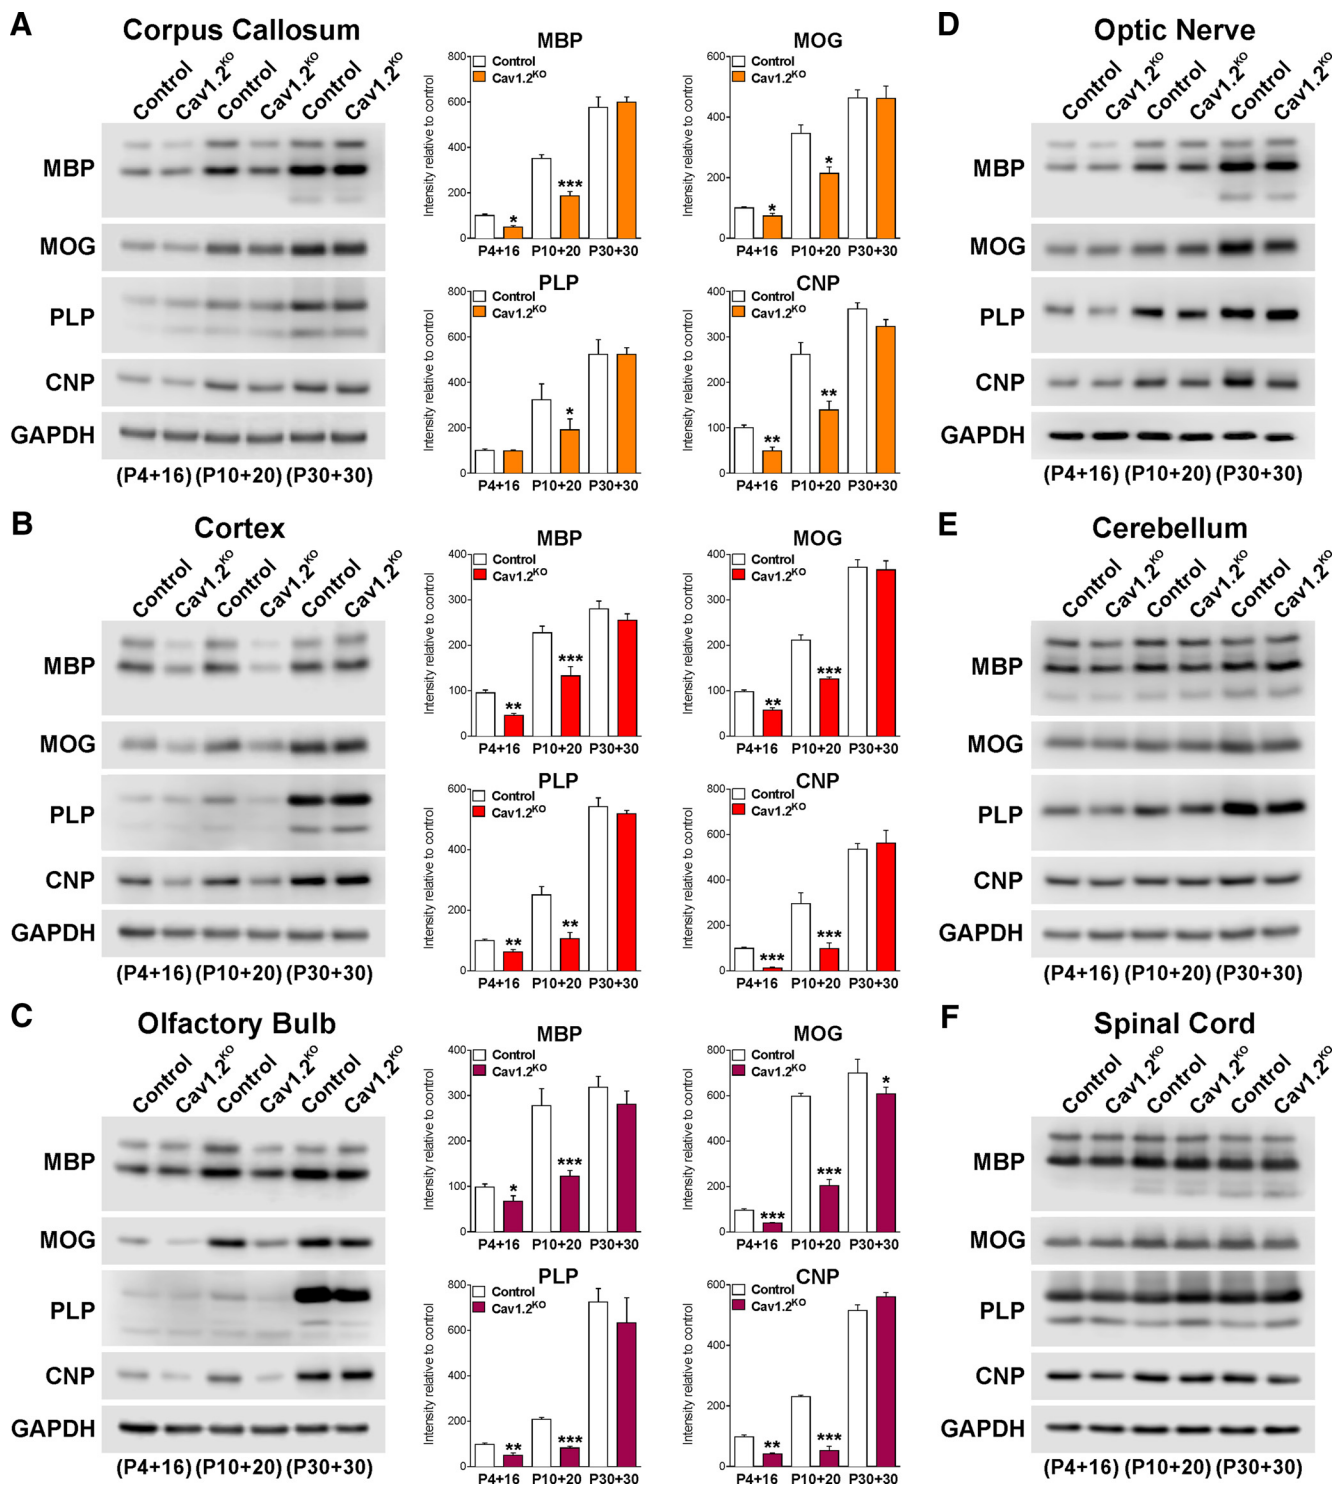 A
Corpus Callosum
Control Cav1.2KO Control Cav1.2KO Control Cav1.2KO
MBP
MOG
PLP
CNP
GAPDH
(P4+16) (P10+20) (P30+30)
MBP
Control
Cav1.2KO
Intensity relative to control
800
600
400
200
0
* ***
P4+16 P10+20 P30+30
MOG
Control
Cav1.2KO
Intensity relative to control
600
400
200
0
* *
P4+16 P10+20 P30+30
PLP
Control
Cav1.2KO
Intensity relative to control
800
600
400
200
0
*
P4+16 P10+20 P30+30
CNP
Control
Cav1.2KO
Intensity relative to control
400
300
200
100
0
** **
P4+16 P10+20 P30+30
B
Cortex
Control Cav1.2KO Control Cav1.2KO Control Cav1.2KO
MBP
MOG
PLP
CNP
GAPDH
(P4+16) (P10+20) (P30+30)
MBP
Control
Cav1.2KO
Intensity relative to control
400
300
200
100
0
** ***
P4+16 P10+20 P30+30
MOG
Control
Cav1.2KO
Intensity relative to control
400
300
200
100
0
** ***
P4+16 P10+20 P30+30
PLP
Control
Cav1.2KO
Intensity relative to control
600
400
200
0
** **
P4+16 P10+20 P30+30
CNP
Control
Cav1.2KO
Intensity relative to control
800
600
400
200
0
*** ***
P4+16 P10+20 P30+30
C
Olfactory Bulb
Control Cav1.2KO Control Cav1.2KO Control Cav1.2KO
MBP
MOG
PLP
CNP
GAPDH
(P4+16) (P10+20) (P30+30)
MBP
Control
Cav1.2KO
Intensity relative to control
400
300
200
100
0
* ***
P4+16 P10+20 P30+30
MOG
Control
Cav1.2KO
Intensity relative to control
800
600
400
200
0
*** *** *
P4+16 P10+20 P30+30
PLP
Control
Cav1.2KO
Intensity relative to control
800
600
400
200
0
** ***
P4+16 P10+20 P30+30
CNP
Control
Cav1.2KO
Intensity relative to control
600
400
200
0
** ***
P4+16 P10+20 P30+30
D
Optic Nerve
Control Cav1.2KO Control Cav1.2KO Control Cav1.2KO
MBP
MOG
PLP
CNP
GAPDH
(P4+16) (P10+20) (P30+30)
E
Cerebellum
Control Cav1.2KO Control Cav1.2KO Control Cav1.2KO
MBP
MOG
PLP
CNP
GAPDH
(P4+16) (P10+20) (P30+30)
F
Spinal Cord
Control Cav1.2KO Control Cav1.2KO Control Cav1.2KO
MBP
MOG
PLP
CNP
GAPDH
(P4+16) (P10+20) (P30+30)